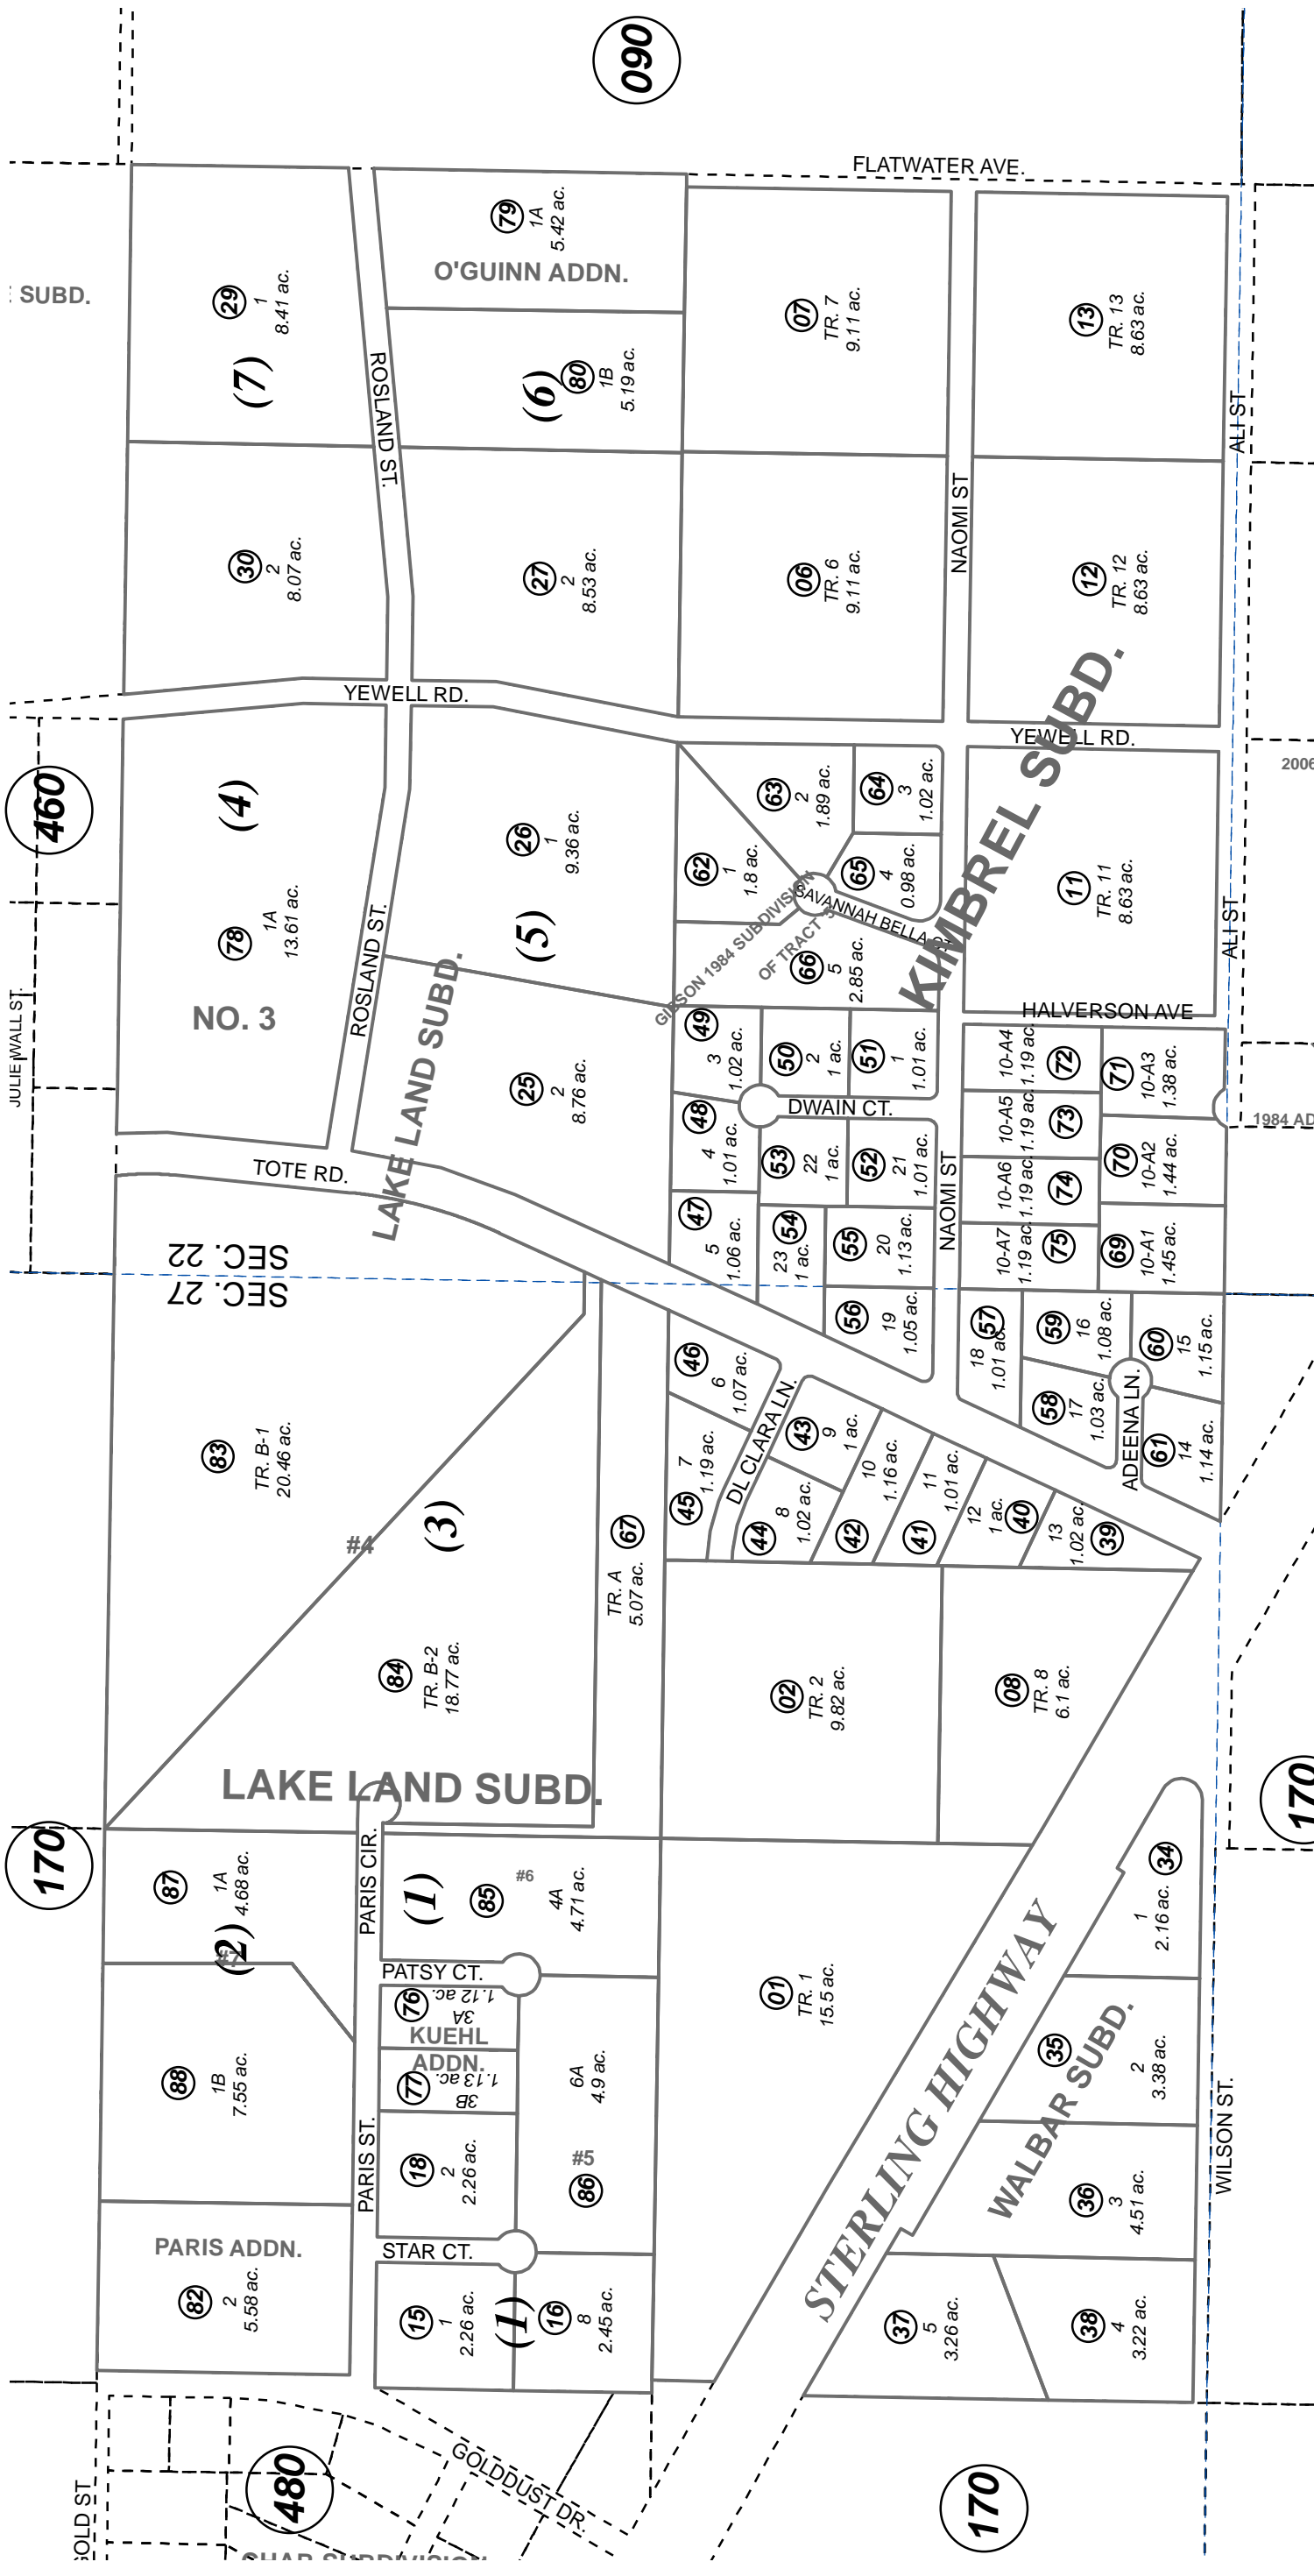 090
FLATWATER AVE.
SUBD.
79
1A
5.42 ac.
O'GUINN ADDN.
29
1
8.41 ac.
(7)
ROSLAND ST.
(6)
80
1B
5.19 ac.
07
TR. 7
9.11 ac.
13
TR. 13
8.63 ac.
ALI ST
30
2
8.07 ac.
27
2
8.53 ac.
06
TR. 6
9.11 ac.
NAOMI ST
12
TR. 12
8.63 ac.
YEWELL RD.
YEWELL RD.
KIMBREL SUBD.
2006
460
(4)
78
1A
13.61 ac.
NO. 3
JULIE WALL ST.
ROSLAND ST.
26
1
9.36 ac.
(5)
LAKE LAND SUBD.
25
2
8.76 ac.
63
2
1.89 ac.
64
3
1.02 ac.
62
1
1.8 ac.
65
4
0.98 ac.
SAVANNAH BELLA CT
GIBSON 1984 SUBDIVISION
OF TRACT 5
66
5
2.85 ac.
11
TR. 11
8.63 ac.
ALI ST
HALVERSON AVE
49
3
1.02 ac.
50
2
1 ac.
51
1
1.01 ac.
DWAIN CT.
48
4
1.01 ac.
53
22
1 ac.
52
21
1.01 ac.
NAOMI ST
47
5
1.06 ac.
54
23
1 ac.
55
20
1.13 ac.
56
19
1.05 ac.
10-A4
1.19 ac.
72
71
10-A3
1.38 ac.
10-A5
1.19 ac.
73
70
10-A2
1.44 ac.
10-A6
1.19 ac.
74
10-A7
1.19 ac.
75
69
10-A1
1.45 ac.
1984 AD
TOTE RD.
SEC. 22
SEC. 27
57
18
1.01 ac.
59
16
1.08 ac.
60
15
1.15 ac.
58
17
1.03 ac.
ADEENA LN.
61
14
1.14 ac.
46
6
1.07 ac.
45
7
1.19 ac.
DL CLARA LN.
43
9
1 ac.
44
8
1.02 ac.
42
10
1.16 ac.
41
11
1.01 ac.
40
12
1 ac.
39
13
1.02 ac.
83
TR. B-1
20.46 ac.
#4
(3)
67
TR. A
5.07 ac.
84
TR. B-2
18.77 ac.
LAKE LAND SUBD.
02
TR. 2
9.82 ac.
08
TR. 8
6.1 ac.
170
170
87
1A
4.68 ac.
(2)
#7
PARIS CIR.
(1)
85
#6
4A
4.71 ac.
PATSY CT.
76
3A
1.12 ac.
KUEHL
ADDN.
77
3B
1.13 ac.
88
1B
7.55 ac.
PARIS ST.
18
2
2.26 ac.
6A
4.9 ac.
#5
86
01
TR. 1
15.5 ac.
STERLING HIGHWAY
34
1
2.16 ac.
35
2
3.38 ac.
WALBAR SUBD.
36
3
4.51 ac.
WILSON ST.
PARIS ADDN.
82
2
5.58 ac.
STAR CT.
15
1
2.26 ac.
(1)
16
8
2.45 ac.
37
5
3.26 ac.
38
4
3.22 ac.
480
GOLDDUST DR.
GOLD ST
170